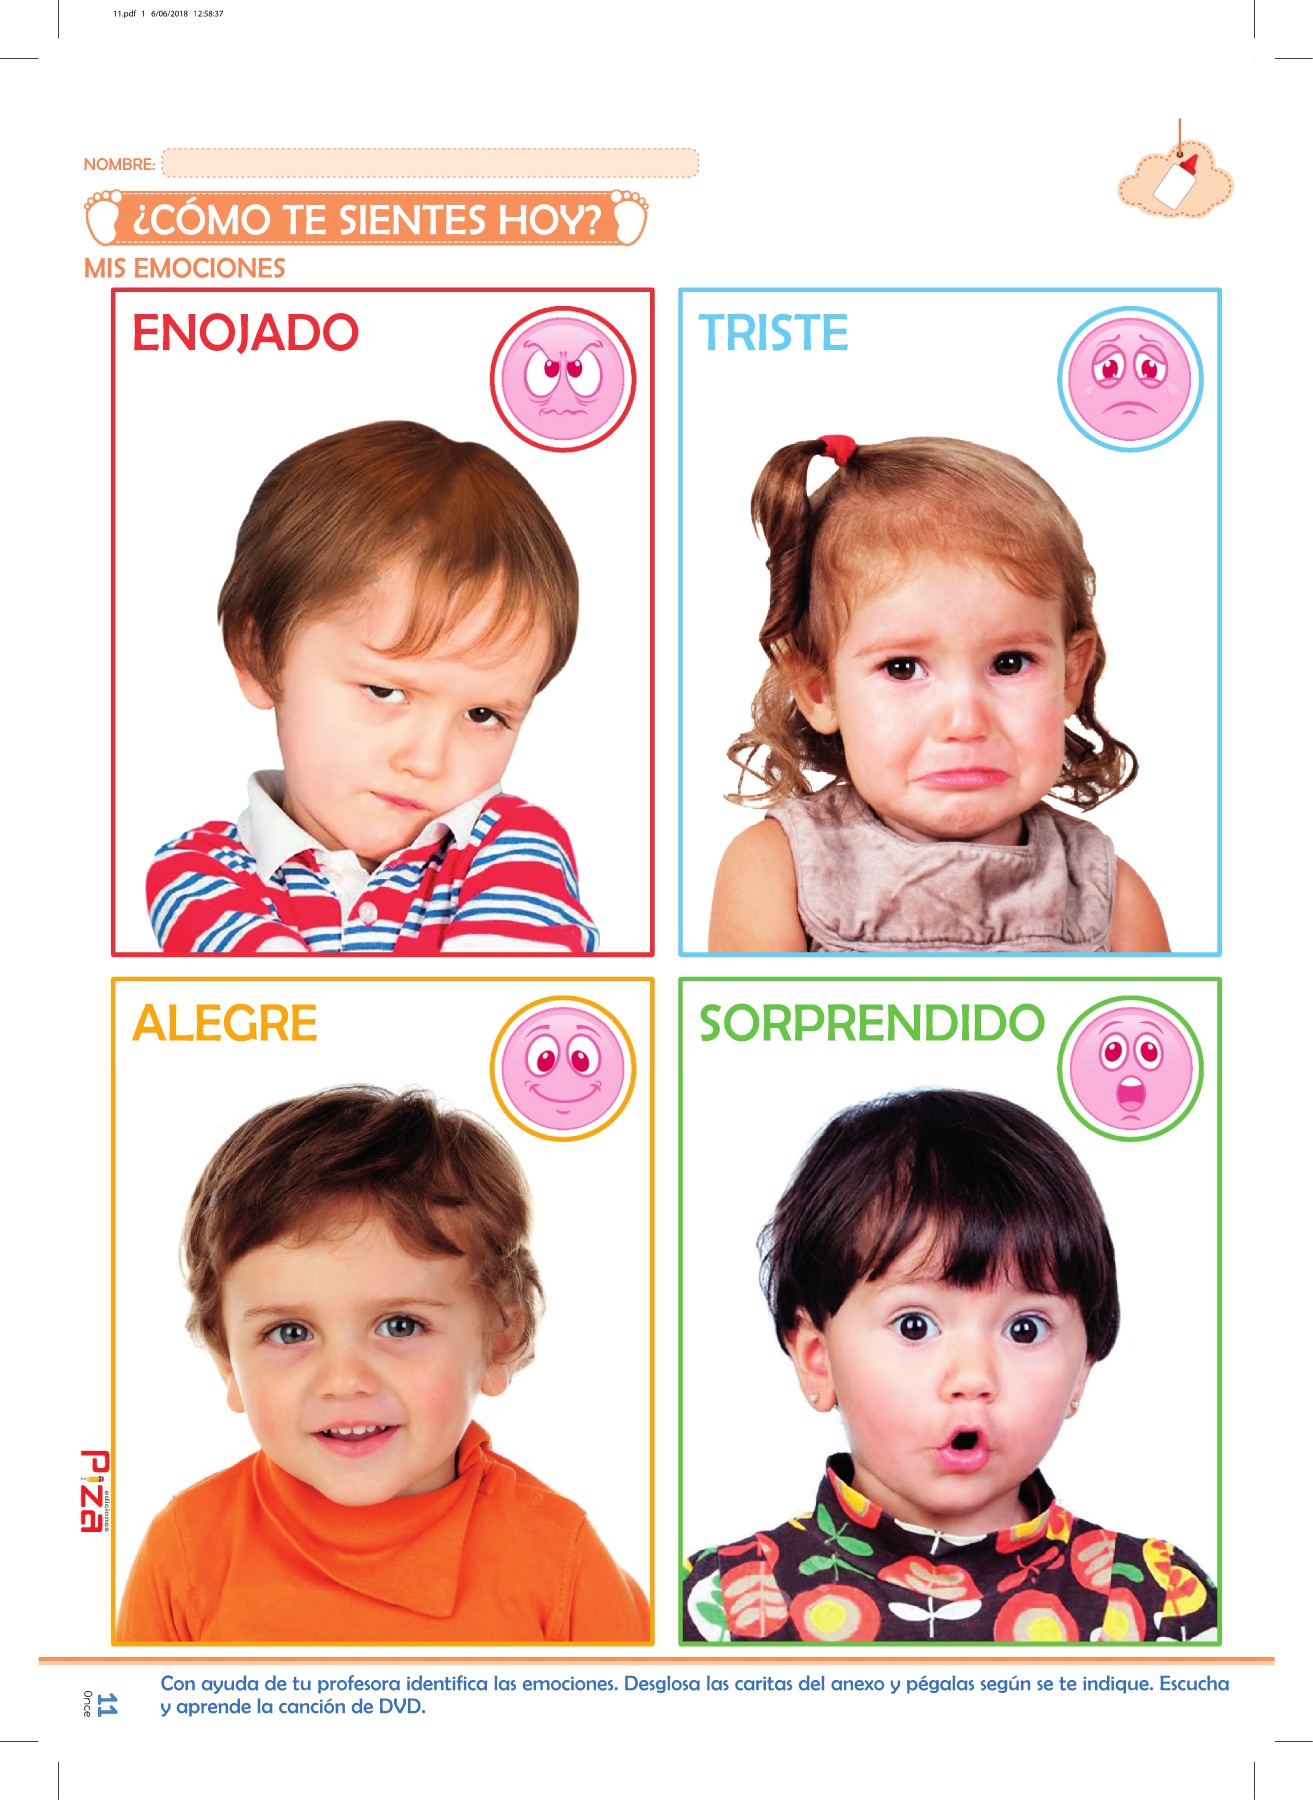 11.pdf 1 6/06/2018 12:58:37
NOMBRE:
¿CÓMO TE SIENTES HOY?
MIS EMOCIONES
ENOJADO
TRISTE
ALEGRE
SORPRENDIDO
Piza
ediciones
Con ayuda de tu profesora identifica las emociones. Desglosa las caritas del anexo y pégalas según se te indique. Escucha
y aprende la canción de DVD.
11
Once